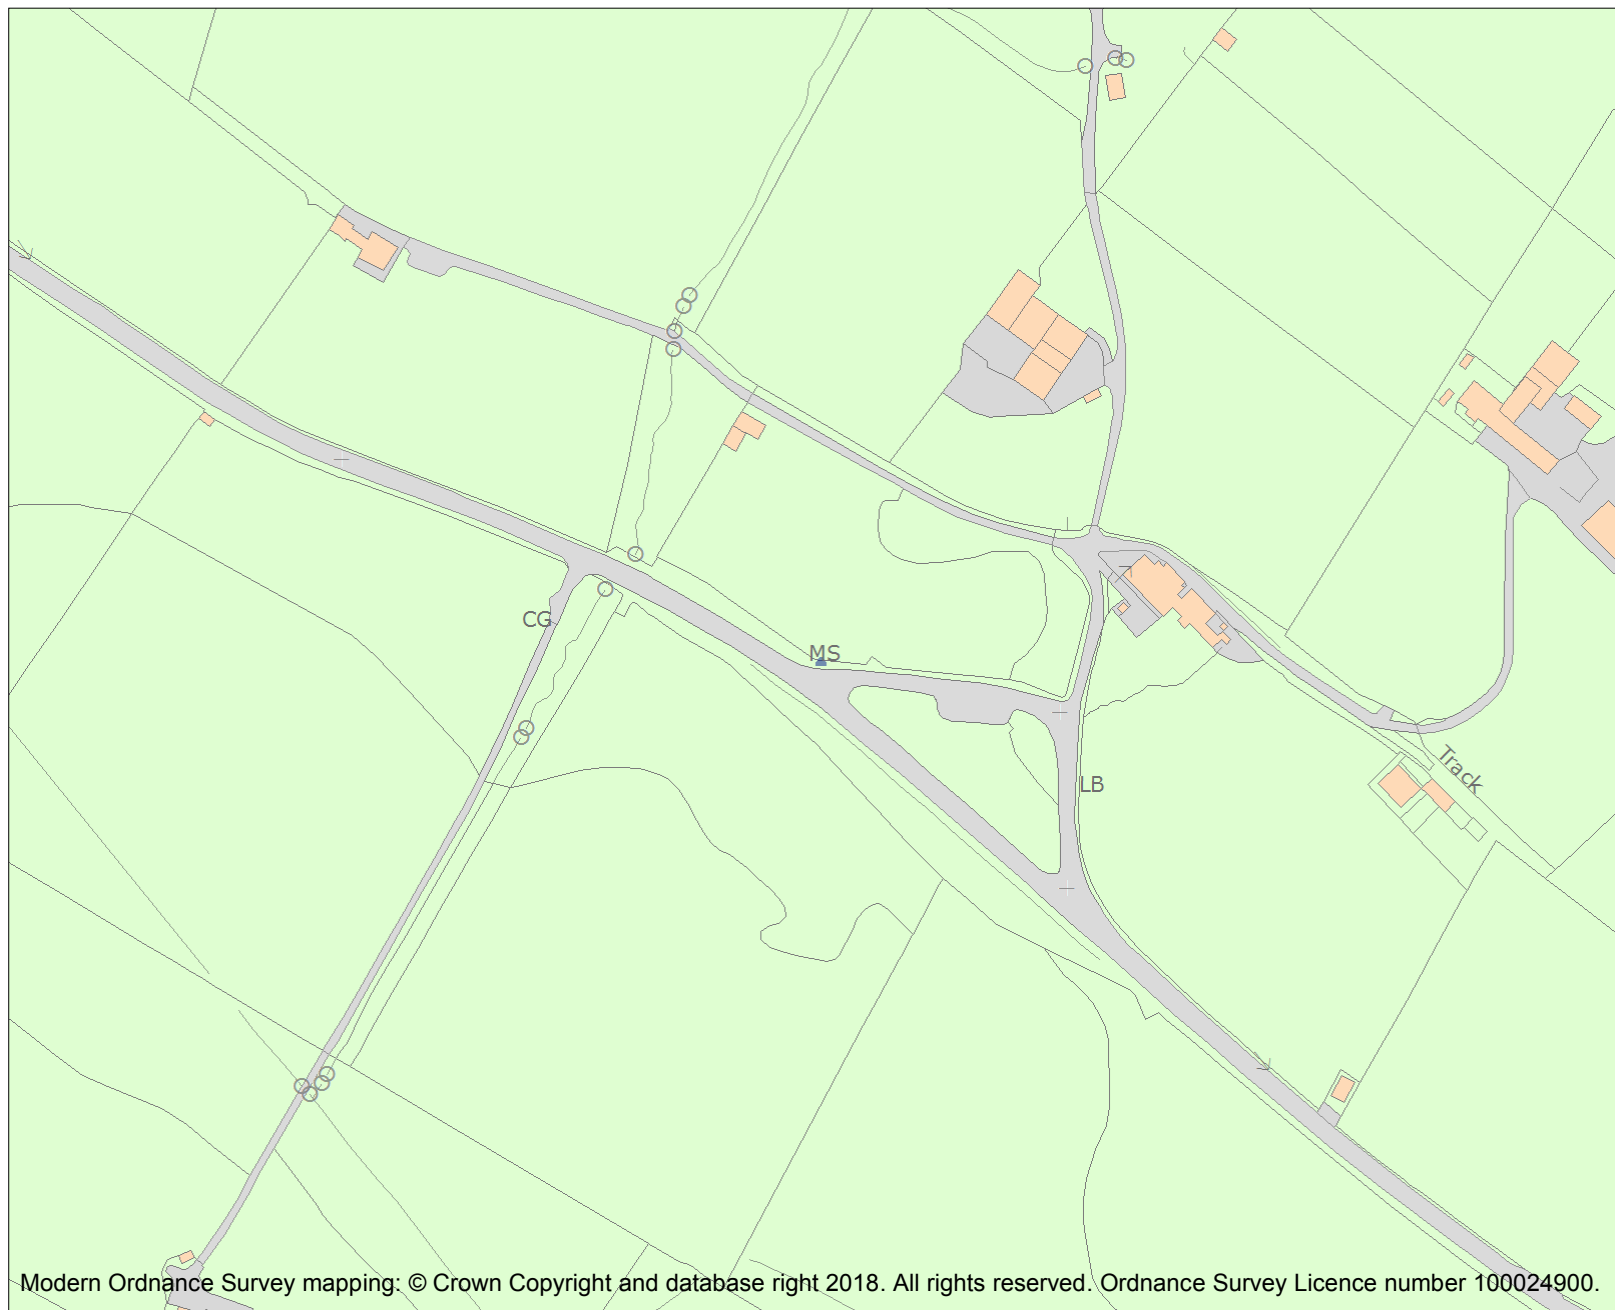 CG
MS
LB
Track
Modern Ordnance Survey mapping: © Crown Copyright and database right 2018. All rights reserved. Ordnance Survey Licence number 100024900.